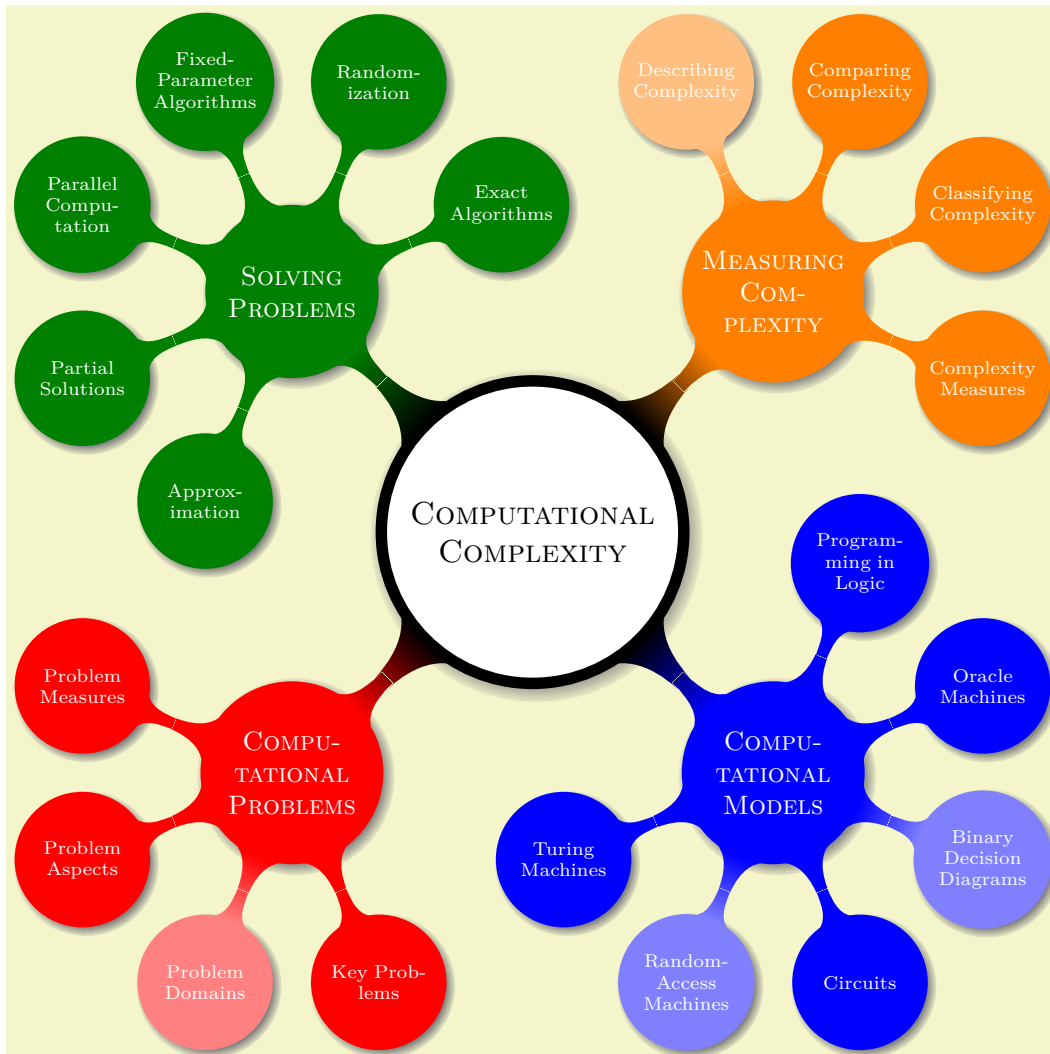 Fixed-
Parameter
Algorithms
Random-
ization
Describing
Complexity
Comparing
Complexity
Parallel
Compu-
tation
Exact
Algorithms
Classifying
Complexity
SOLVING
PROBLEMS
MEASURING
COM-
PLEXITY
Partial
Solutions
Complexity
Measures
Approx-
imation
COMPUTATIONAL
COMPLEXITY
Program-
ming in
Logic
Problem
Measures
Oracle
Machines
COMPU-
TATIONAL
PROBLEMS
COMPU-
TATIONAL
MODELS
Problem
Aspects
Turing
Machines
Binary
Decision
Diagrams
Problem
Domains
Key Prob-
lems
Random-
Access
Machines
Circuits